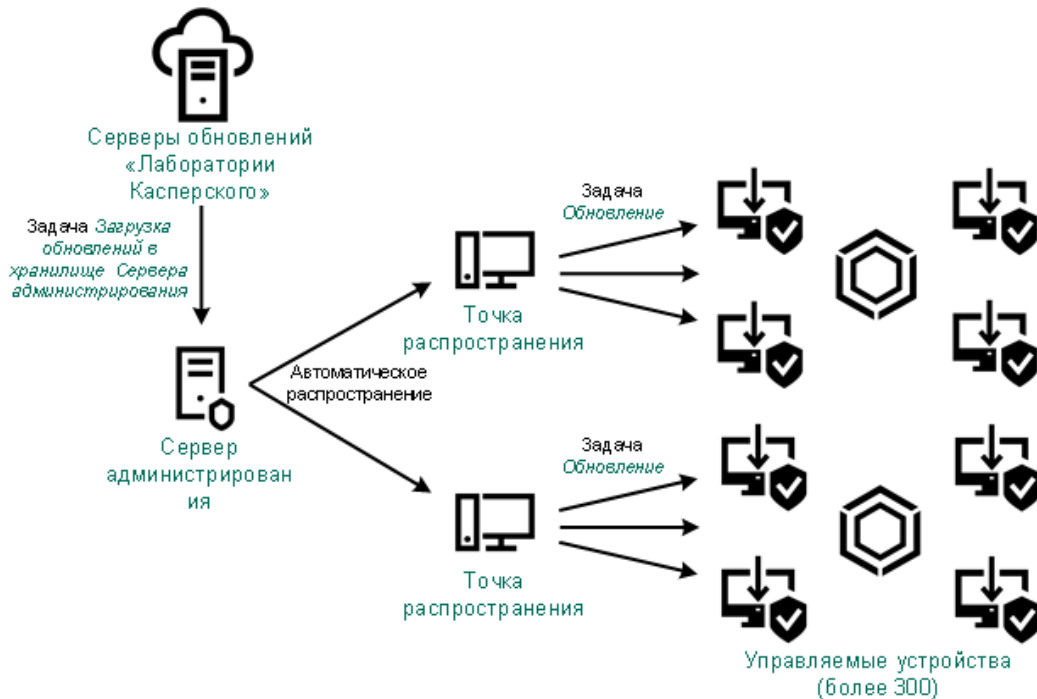 Серверы обновлений
«Лаборатории
Касперского»
Задача Загрузка
обновлений в
хранилище Сервера
администрирования
Сервер
администрирован
ия
Автоматическое
распространение
Точка
распространения
Задача
Обновление
Точка
распространения
Задача
Обновление
Управляемые устройства
(более 300)